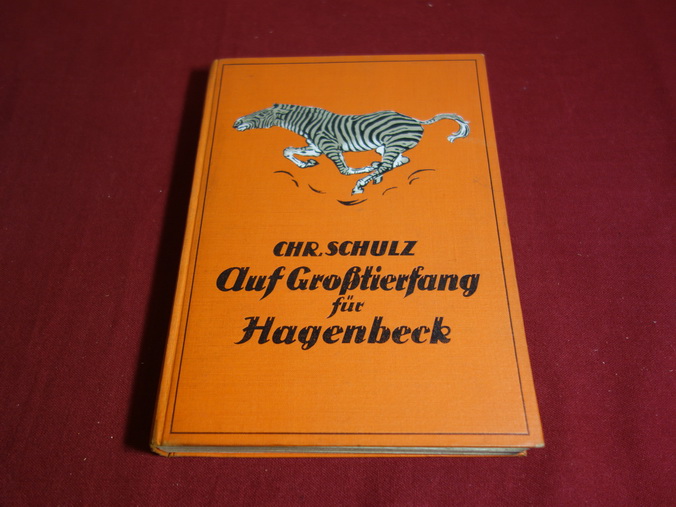 CHR. SCHULZ
Auf Großtierfang
für
Hagenbeck